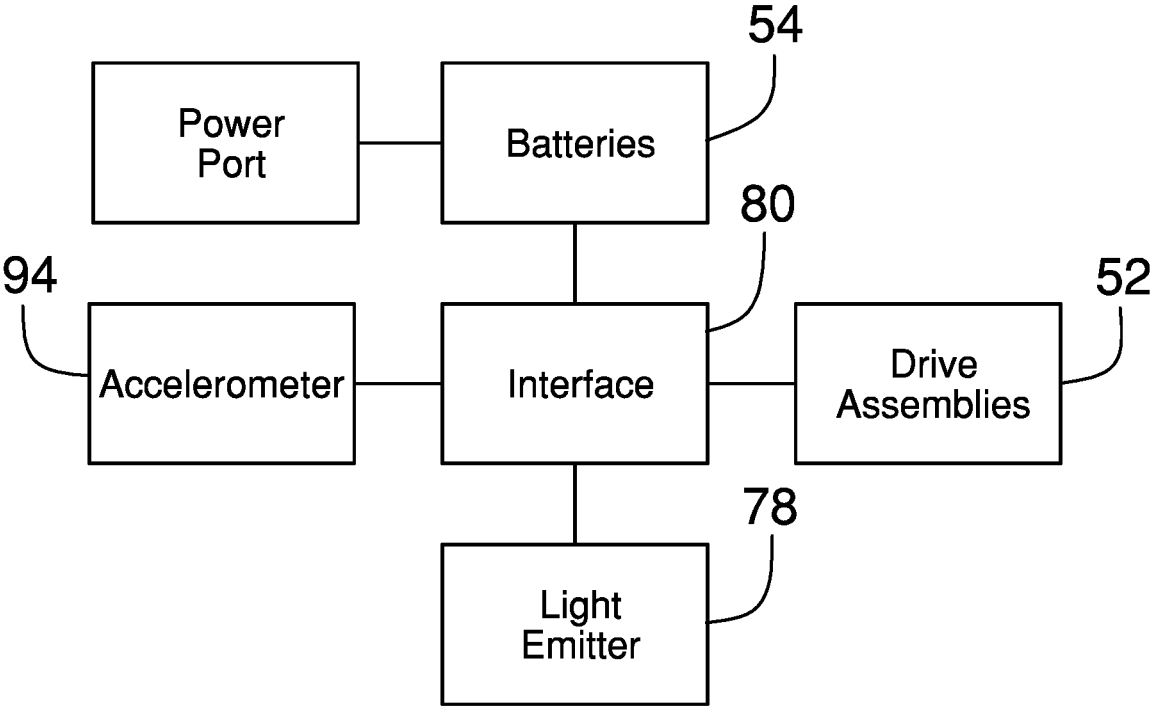 54
Power
Port
Batteries
80
94
52
Accelerometer
Interface
Drive
Assemblies
78
Light
Emitter